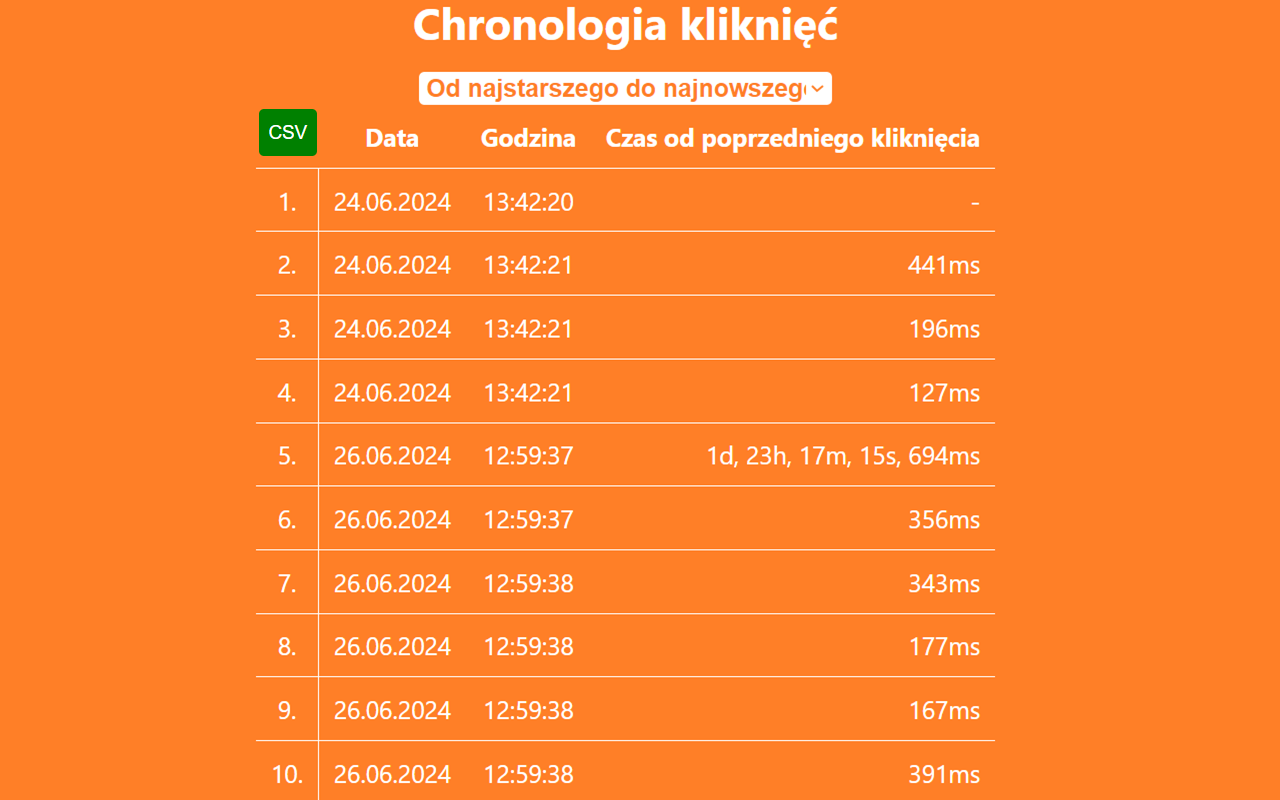 Chronologia kliknięć
Od najstarszego do najnowszeg
CSV Data Godzina Czas od poprzedniego kliknięcia
1. 24.06.2024 13:42:20 -
2. 24.06.2024 13:42:21 441ms
3. 24.06.2024 13:42:21 196ms
4. 24.06.2024 13:42:21 127ms
5. 26.06.2024 12:59:37 1d, 23h, 17m, 15s, 694ms
6. 26.06.2024 12:59:37 356ms
7. 26.06.2024 12:59:38 343ms
8. 26.06.2024 12:59:38 177ms
9. 26.06.2024 12:59:38 167ms
10. 26.06.2024 12:59:38 391ms